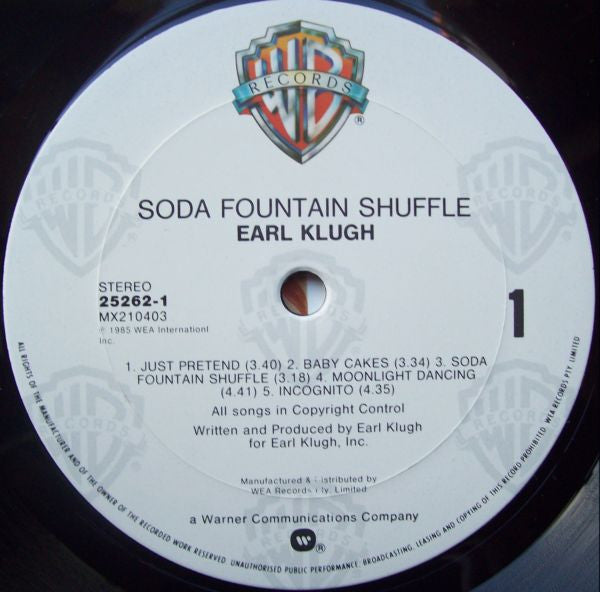 WB
RECORDS
®
SODA FOUNTAIN SHUFFLE
EARL KLUGH
STEREO
25262-1
MX210403
℗ 1985 WEA Internationl
Inc.
1
1. JUST PRETEND (3.40) 2. BABY CAKES (3.34) 3. SODA
FOUNTAIN SHUFFLE (3.18) 4. MOONLIGHT DANCING
(4.41) 5. INCOGNITO (4.35)
All songs in Copyright Control
Written and Produced by Earl Klugh
for Earl Klugh, Inc.
Manufactured & Distributed by
WEA Records Pty. Limited
a Warner Communications Company
®
ALL RIGHTS OF THE MANUFACTURER AND OF THE OWNER OF THE RECORDED WORK RESERVED. UNAUTHORISED PUBLIC PERFORMANCE, BROADCASTING, LEASING AND COPYING OF THIS RECORD PROHIBITED. WEA RECORDS PTY LIMITED